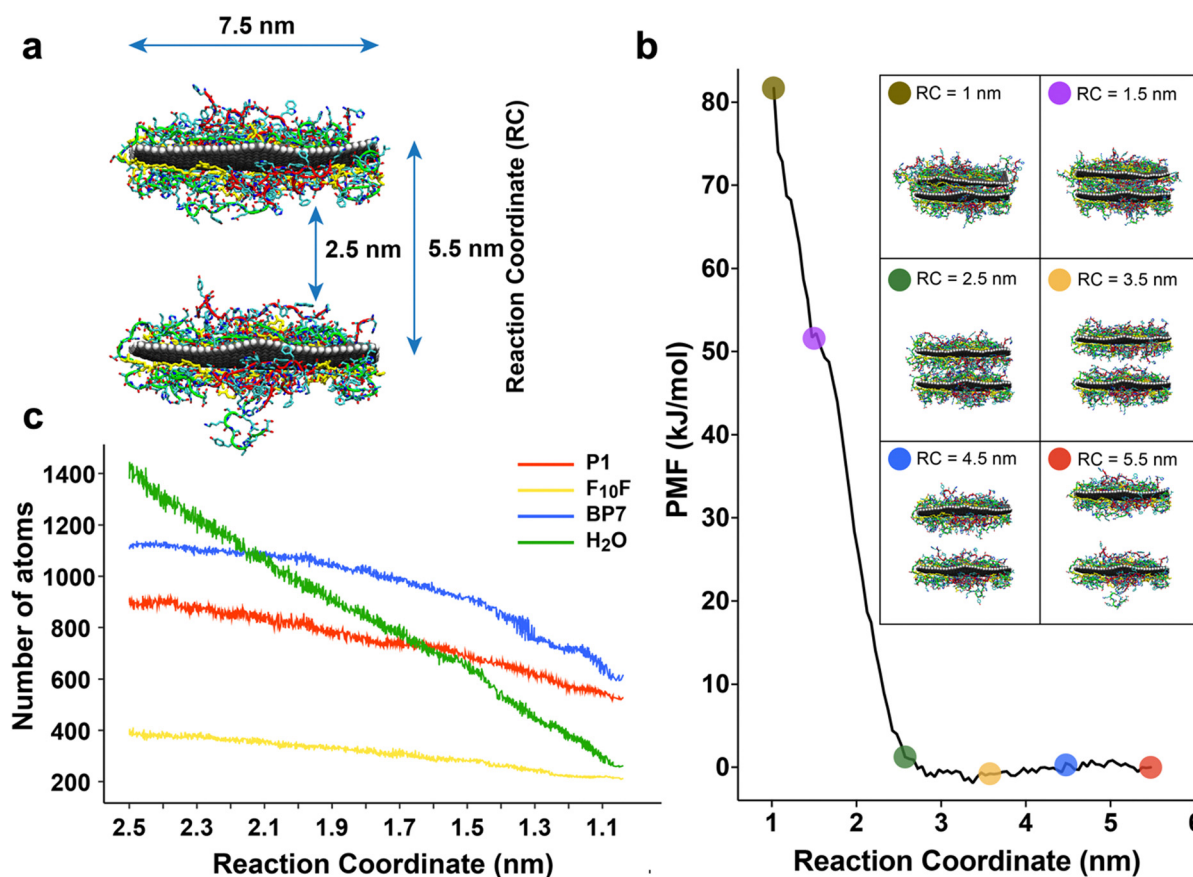 a
7.5 nm
2.5 nm
5.5 nm
Reaction Coordinate (RC)
b
PMF (kJ/mol)
80
70
60
50
40
30
20
10
0
1
2
3
4
5
6
Reaction Coordinate (nm)
RC = 1 nm
RC = 1.5 nm
RC = 2.5 nm
RC = 3.5 nm
RC = 4.5 nm
RC = 5.5 nm
c
Number of atoms
1400
1200
1000
800
600
400
200
P1
F₁₀F
BP7
H₂O
2.5
2.3
2.1
1.9
1.7
1.5
1.3
1.1
Reaction Coordinate (nm)